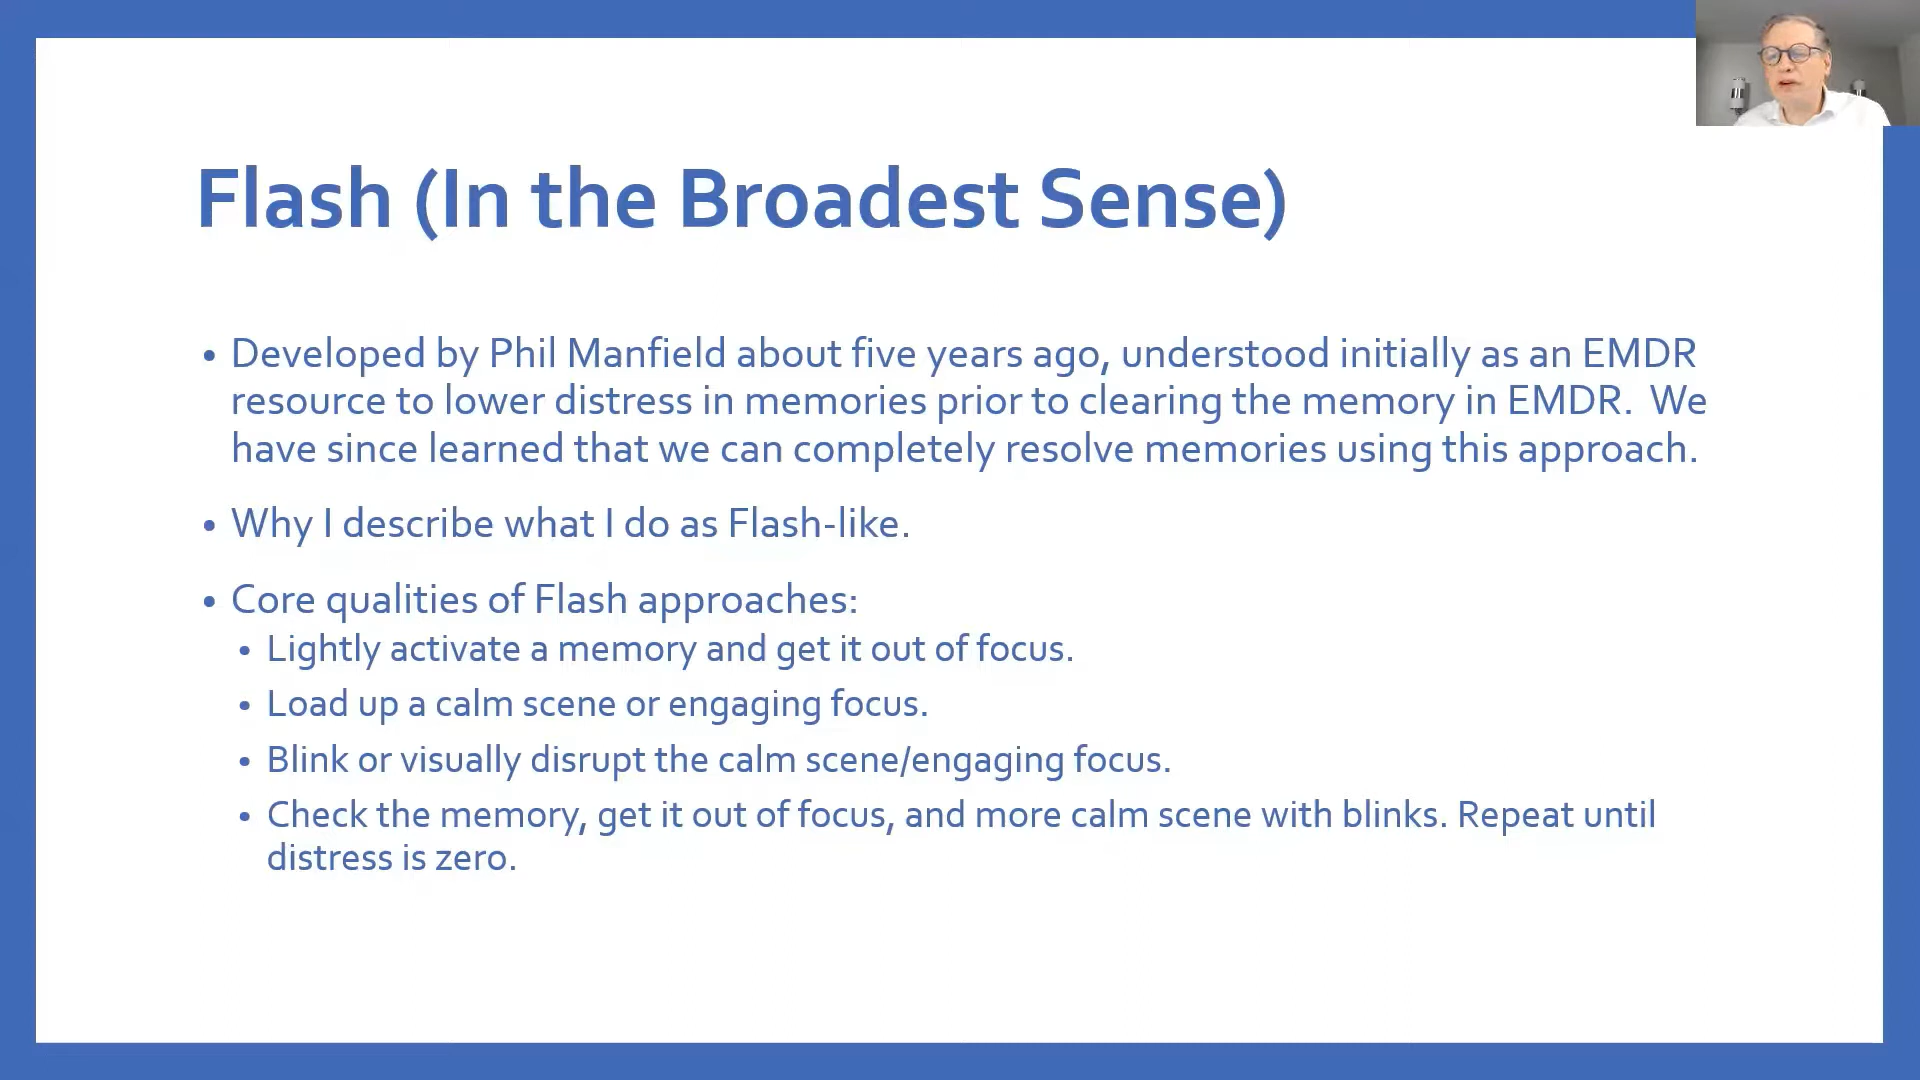 Flash (In the Broadest Sense)
• Developed by Phil Manfield about five years ago, understood initially as an EMDR
resource to lower distress in memories prior to clearing the memory in EMDR.  We
have since learned that we can completely resolve memories using this approach.
• Why I describe what I do as Flash-like.
• Core qualities of Flash approaches:
• Lightly activate a memory and get it out of focus.
• Load up a calm scene or engaging focus.
• Blink or visually disrupt the calm scene/engaging focus.
• Check the memory, get it out of focus, and more calm scene with blinks. Repeat until
distress is zero.